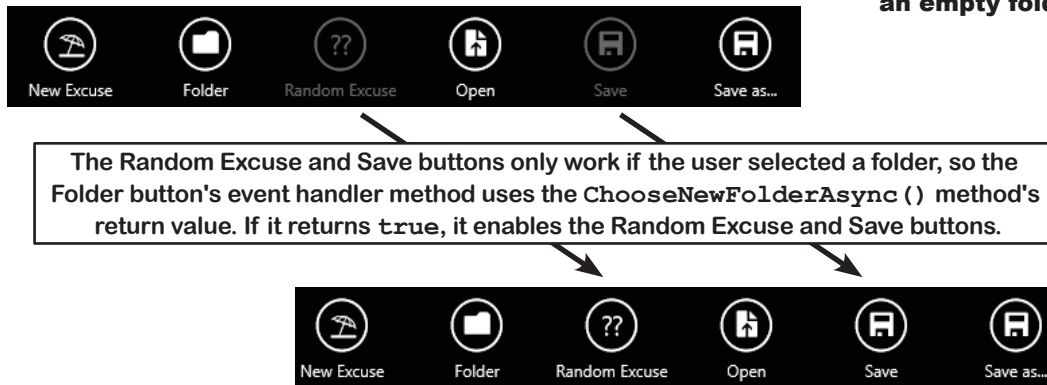 an empty fold
??
New Excuse Folder Random Excuse Open Save Save as...
The Random Excuse and Save buttons only work if the user selected a folder, so the
Folder button's event handler method uses the ChooseNewFolderAsync() method's
return value. If it returns true, it enables the Random Excuse and Save buttons.
??
New Excuse Folder Random Excuse Open Save Save as...